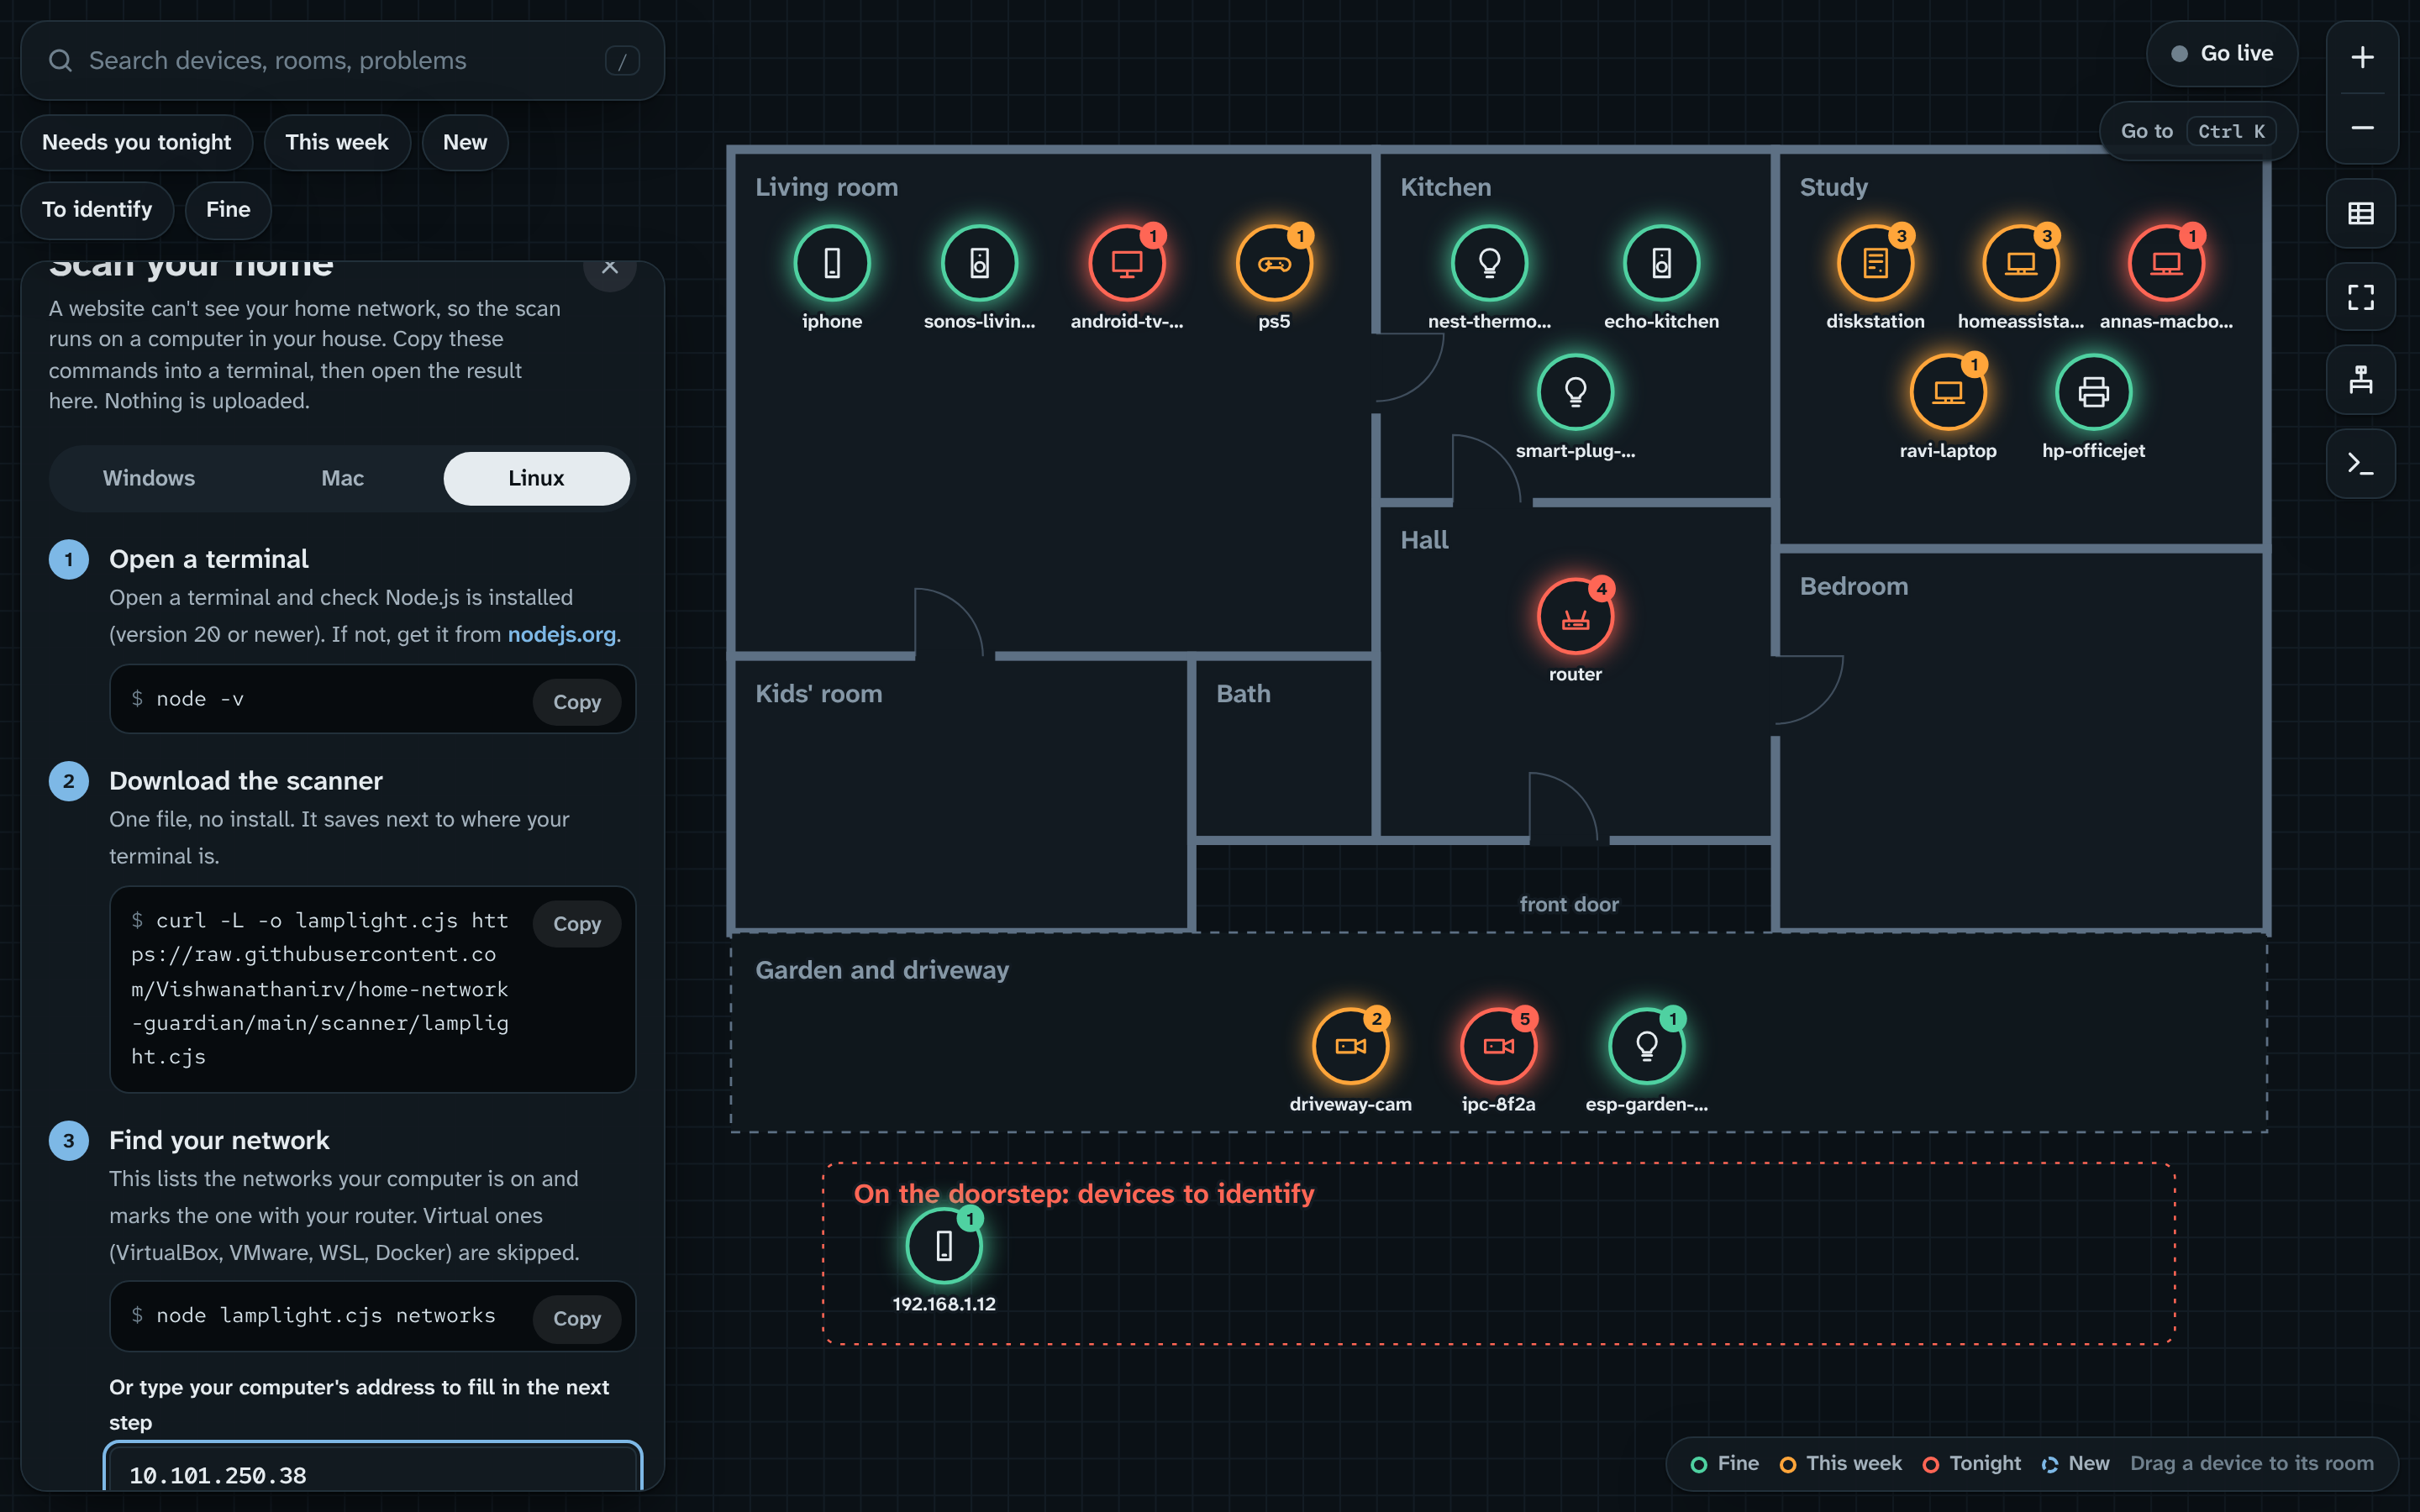 Search devices, rooms, problems /
Needs you tonight
This week
New
To identify
Fine
Scan your home
A website can't see your home network, so the scan
runs on a computer in your house. Copy these
commands into a terminal, then open the result
here. Nothing is uploaded.
Windows
Mac
Linux
1 Open a terminal
Open a terminal and check Node.js is installed
(version 20 or newer). If not, get it from nodejs.org.
$ node -v
Copy
2 Download the scanner
One file, no install. It saves next to where your
terminal is.
$ curl -L -o lamplight.cjs htt
ps://raw.githubusercontent.co
m/Vishwanathanirv/home-network
-guardian/main/scanner/lamplig
ht.cjs
Copy
3 Find your network
This lists the networks your computer is on and
marks the one with your router. Virtual ones
(VirtualBox, VMware, WSL, Docker) are skipped.
$ node lamplight.cjs networks
Copy
Or type your computer's address to fill in the next
step
10.101.250.38
Living room
iphone
sonos-livin...
1
android-tv-...
1
ps5
Kitchen
nest-thermo...
echo-kitchen
smart-plug-...
Study
3
diskstation
3
homeassista...
1
annas-macbo...
1
ravi-laptop
hp-officejet
Hall
4
router
Bedroom
Kids' room
Bath
front door
Garden and driveway
2
driveway-cam
5
ipc-8f2a
1
esp-garden-...
On the doorstep: devices to identify
1
192.168.1.12
Go live
Go to Ctrl K
+
−
Fine
This week
Tonight
New
Drag a device to its room